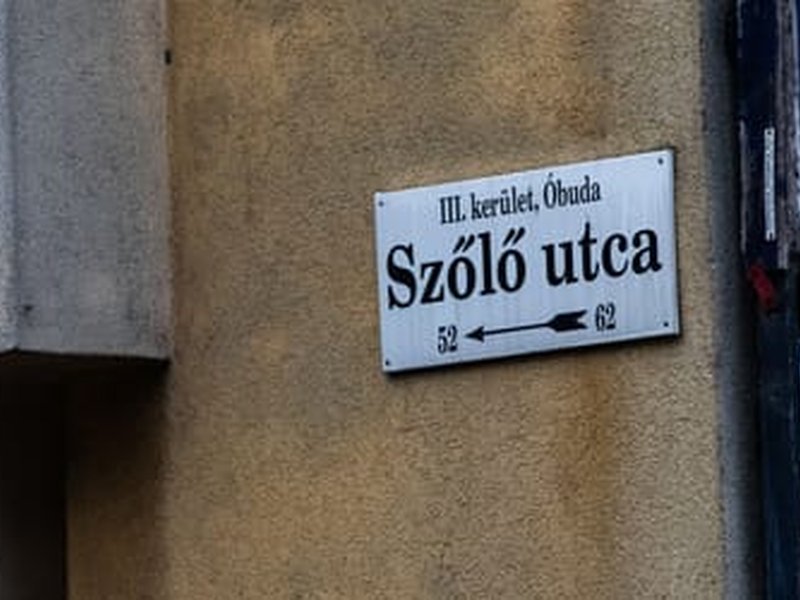 III. kerület, Óbuda
Szőlő utca
52 62